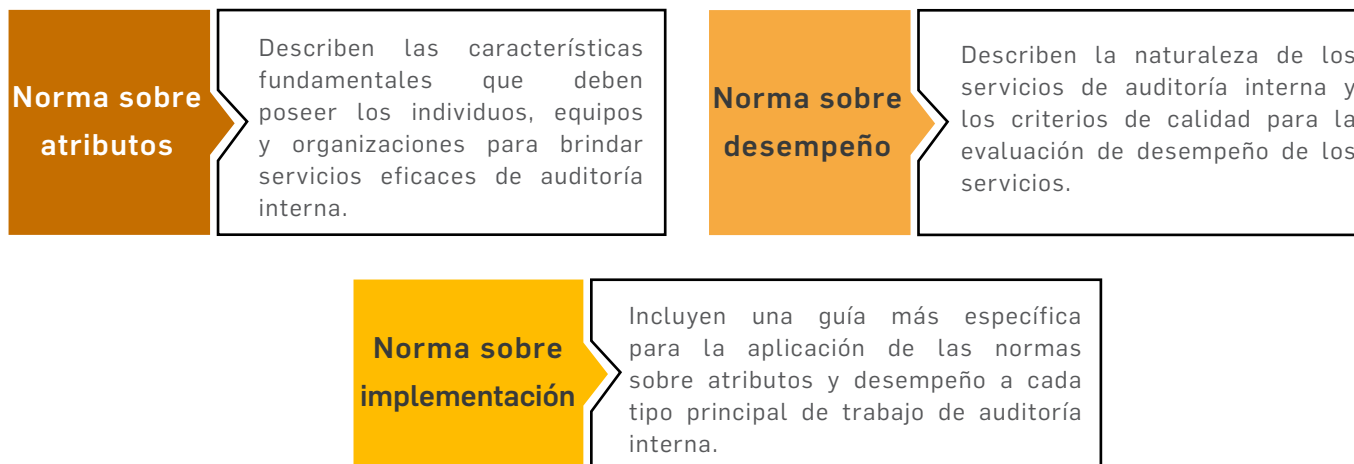 Norma sobre
atributos
Describen las características
fundamentales que deben
poseer los individuos, equipos
y organizaciones para brindar
servicios eficaces de auditoría
interna.
Norma sobre
desempeño
Describen la naturaleza de los
servicios de auditoría interna y
los criterios de calidad para la
evaluación de desempeño de los
servicios.
Norma sobre
implementación
Incluyen una guía más específica
para la aplicación de las normas
sobre atributos y desempeño a cada
tipo principal de trabajo de auditoría
interna.